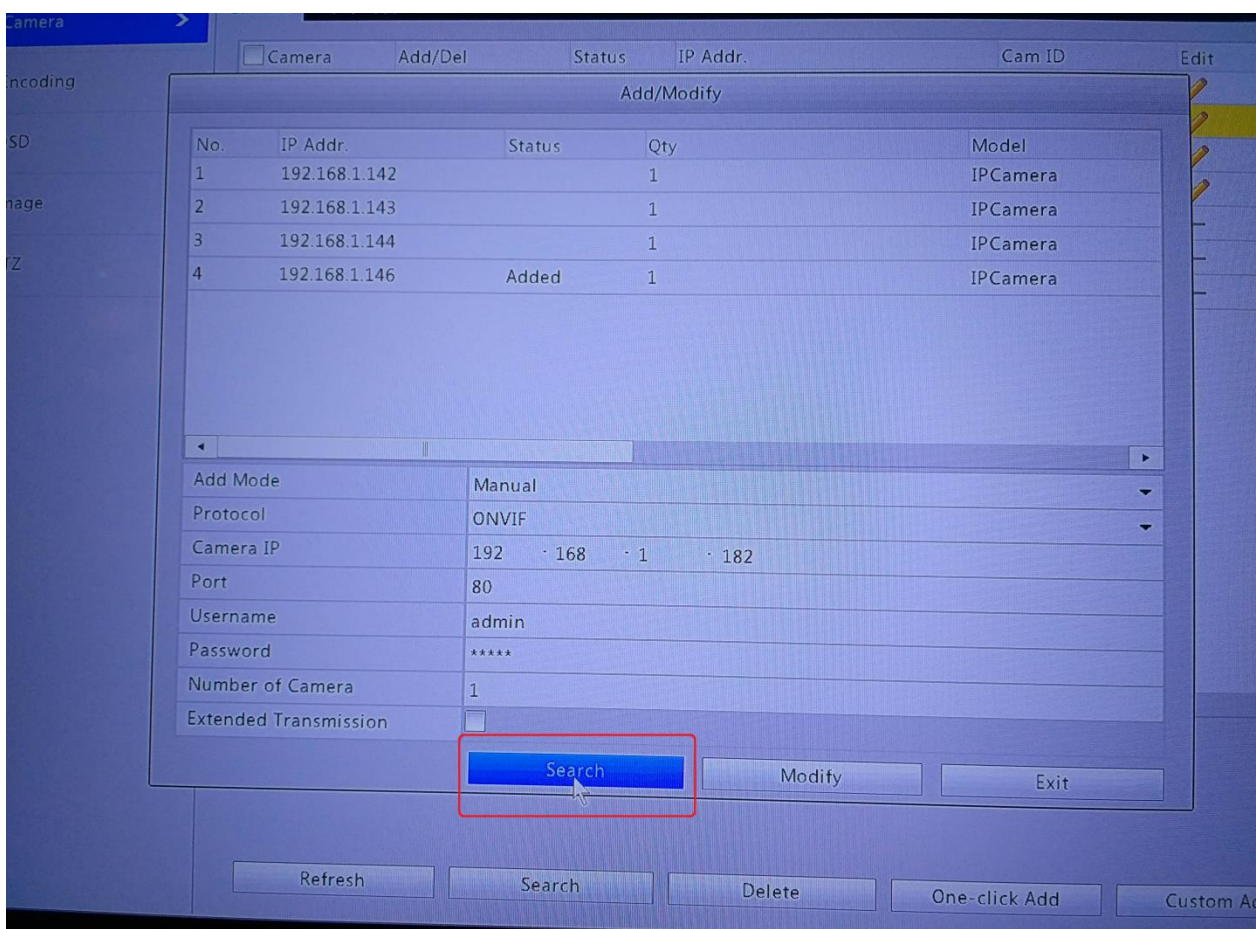 Camera
Camera Add/Del Status IP Addr. Cam ID Edit
Add/Modify
No. IP Addr. Status Qty Model
1 192.168.1.142 1 IPCamera
2 192.168.1.143 1 IPCamera
3 192.168.1.144 1 IPCamera
4 192.168.1.146 Added 1 IPCamera
ncoding
SD
mage
TZ
Add Mode Manual
Protocol ONVIF
Camera IP 192 . 168 . 1 . 182
Port 80
Username admin
Password *****
Number of Camera 1
Extended Transmission
Search Modify Exit
Refresh Search Delete One-click Add Custom